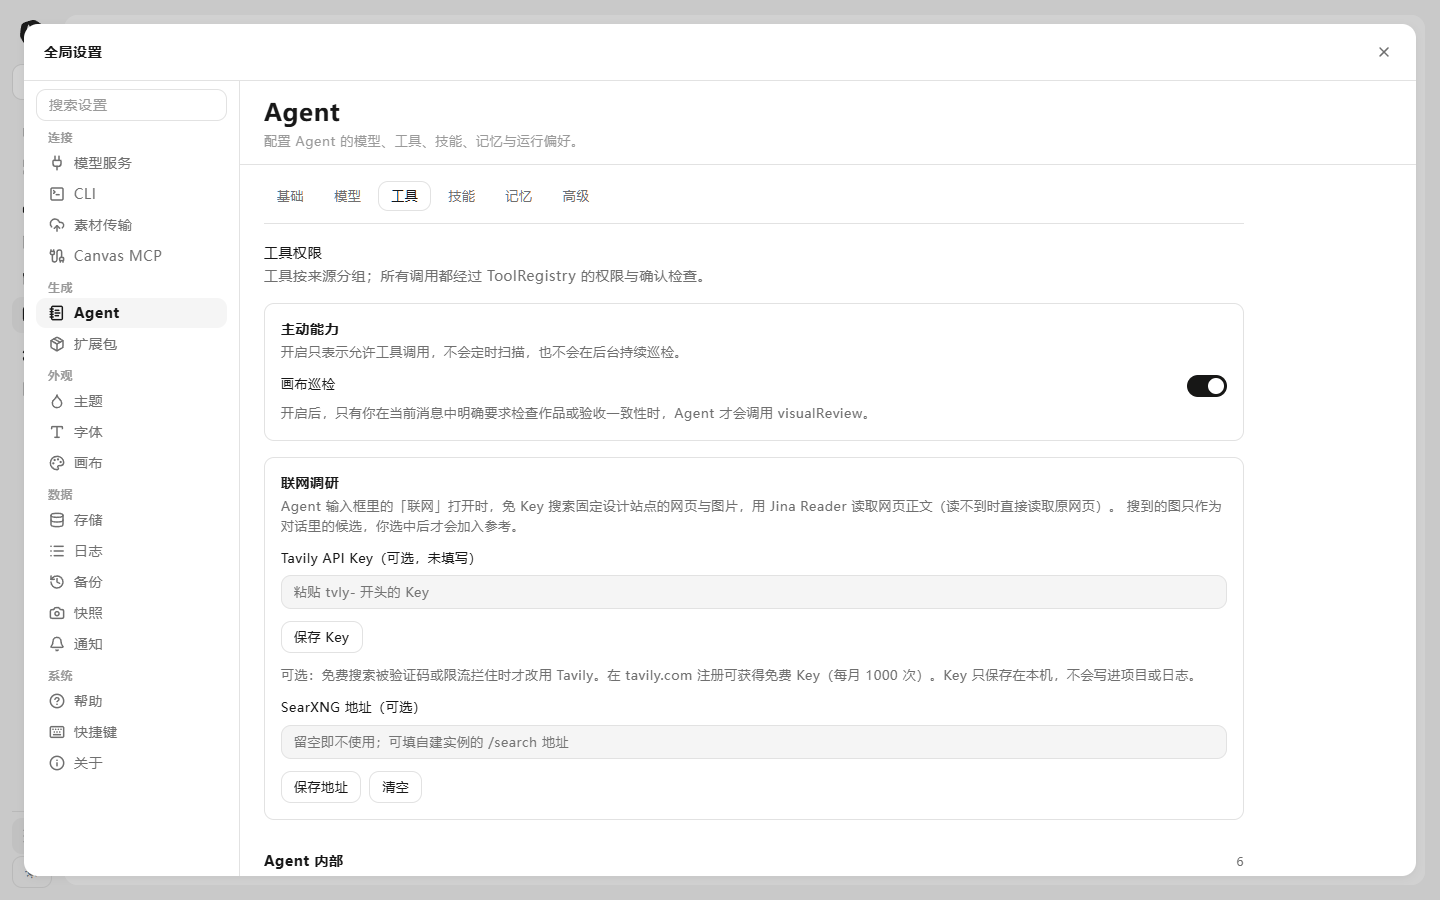 全局设置
搜索设置
连接
模型服务
CLI
素材传输
Canvas MCP
生成
Agent
扩展包
外观
主题
字体
画布
数据
存储
日志
备份
快照
通知
系统
帮助
快捷键
关于
Agent
配置 Agent 的模型、工具、技能、记忆与运行偏好。
基础 模型 工具 技能 记忆 高级
工具权限
工具按来源分组；所有调用都经过 ToolRegistry 的权限与确认检查。
主动能力
开启只表示允许工具调用，不会定时扫描，也不会在后台持续巡检。
画布巡检
开启后，只有你在当前消息中明确要求检查作品或验收一致性时，Agent 才会调用 visualReview。
联网调研
Agent 输入框里的「联网」打开时，免 Key 搜索固定设计站点的网页与图片，用 Jina Reader 读取网页正文（读不到时直接读取原网页）。 搜到的图只作为
对话里的候选，你选中后才会加入参考。
Tavily API Key（可选，未填写）
粘贴 tvly- 开头的 Key
保存 Key
可选：免费搜索被验证码或限流拦住时才改用 Tavily。在 tavily.com 注册可获得免费 Key（每月 1000 次）。Key 只保存在本机，不会写进项目或日志。
SearXNG 地址（可选）
留空即不使用；可填自建实例的 /search 地址
保存地址 清空
Agent 内部 6